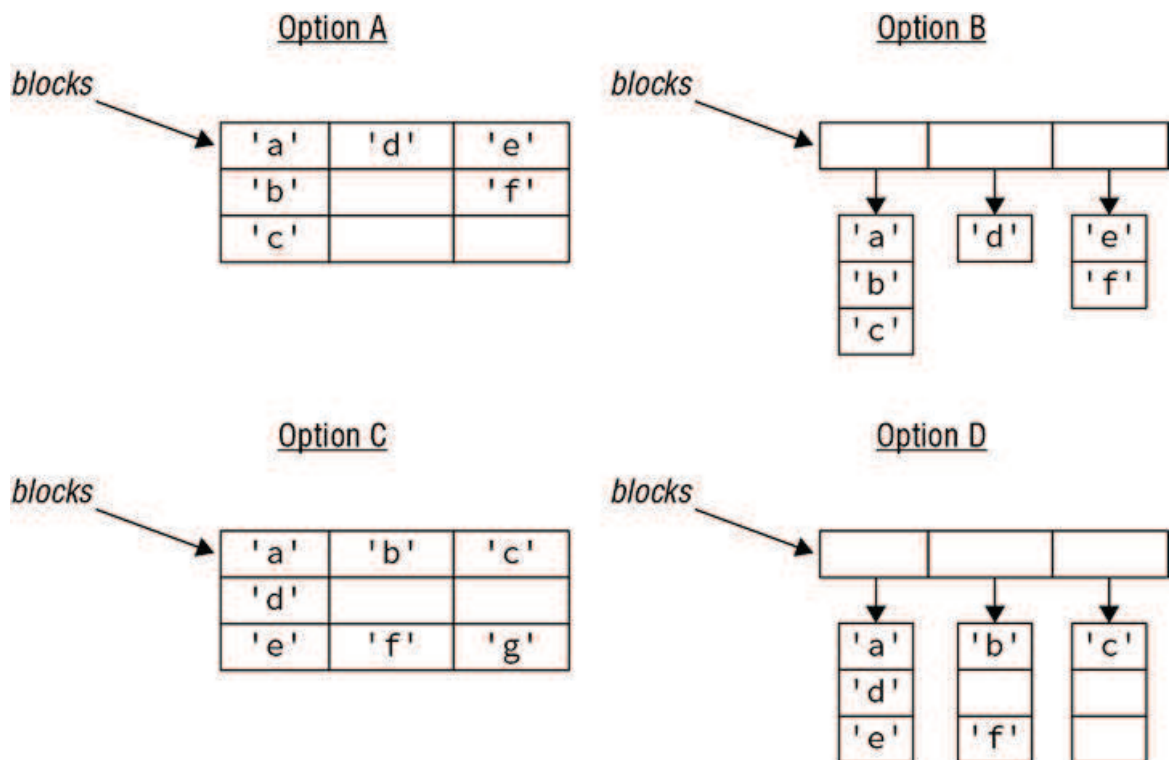 Option A
blocks
'a' 'd' 'e'
'b' 'f'
'c'
Option B
blocks
'a' 'd' 'e'
'b' 'f'
'c'
Option C
blocks
'a' 'b' 'c'
'd'
'e' 'f' 'g'
Option D
blocks
'a' 'b' 'c'
'd'
'e' 'f'